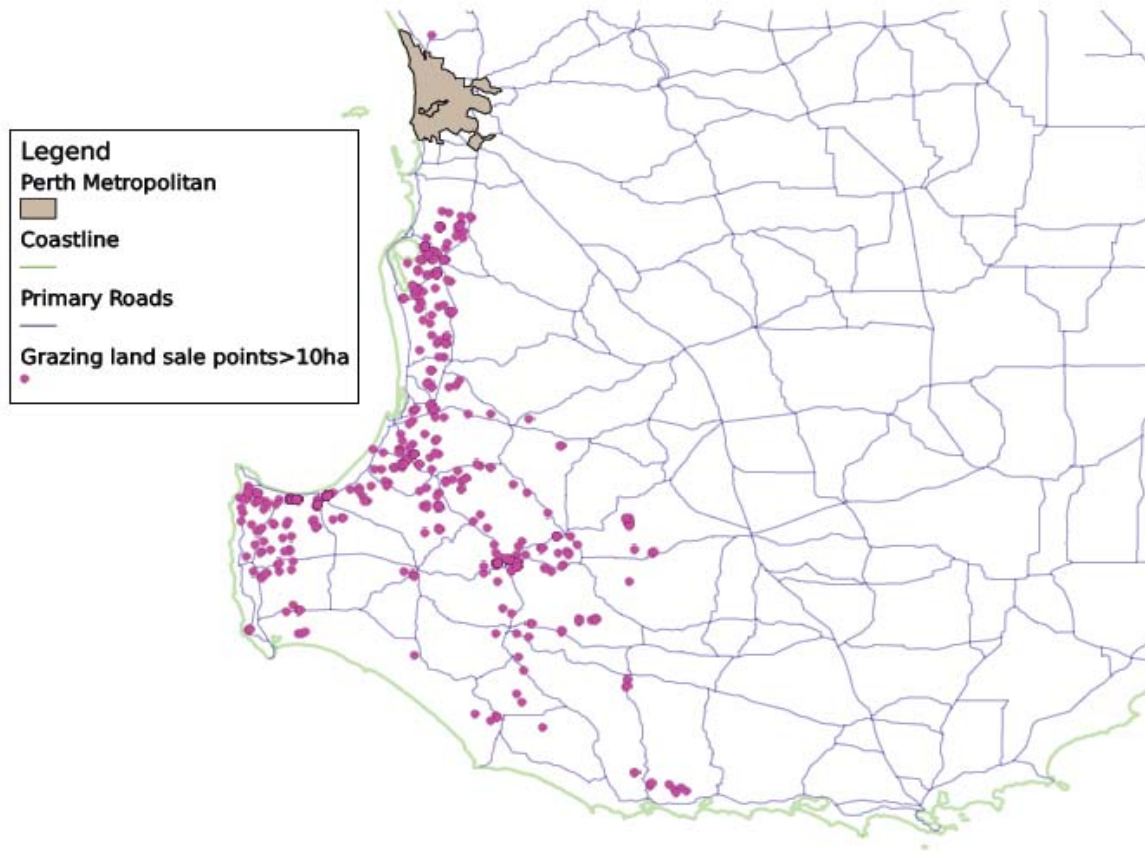 Legend
Perth Metropolitan
Coastline
Primary Roads
Grazing land sale points>10ha